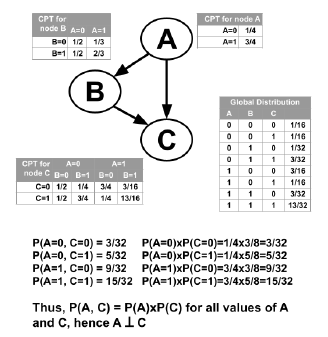 CPT for node B A=0 A=1
B=0 1/2 1/3
B=1 1/2 2/3
A
CPT for node A
A=0 1/4
A=1 3/4
B
C
Global Distribution
A B C
0 0 0 1/16
0 0 1 1/16
0 1 0 1/32
0 1 1 3/32
1 0 0 3/16
1 0 1 1/16
1 1 0 3/32
1 1 1 13/32
CPT for node C A=0 A=1
B=0 B=1 B=0 B=1
C=0 1/2 1/4 3/4 3/16
C=1 1/2 3/4 1/4 13/16
P(A=0, C=0) = 3/32 P(A=0)xP(C=0)=1/4x3/8=3/32
P(A=0, C=1) = 5/32 P(A=0)xP(C=1)=1/4x5/8=5/32
P(A=1, C=0) = 9/32 P(A=1)xP(C=0)=3/4x3/8=9/32
P(A=1, C=1) = 15/32 P(A=1)xP(C=1)=3/4x5/8=15/32
Thus, P(A, C) = P(A)xP(C) for all values of A
and C, hence A ⊥ C